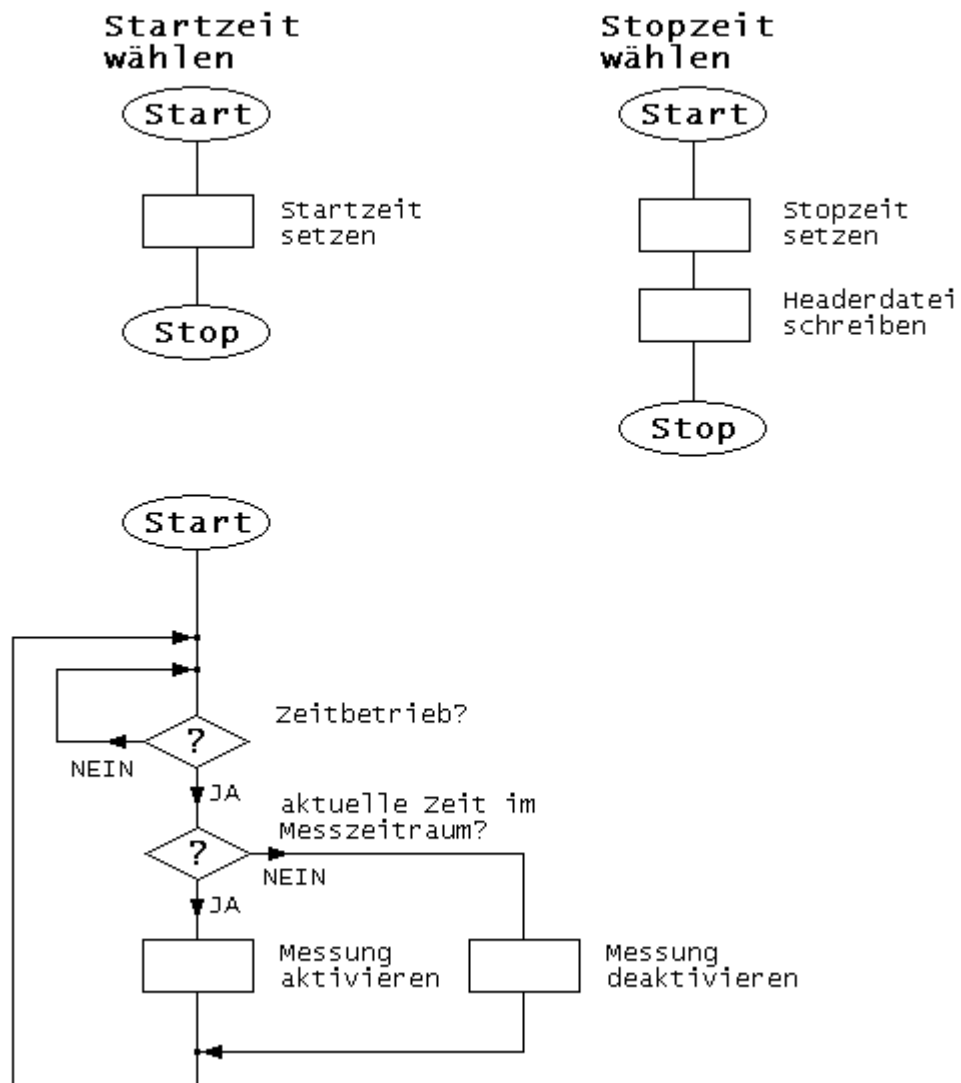 Startzeit
wählen
Start
Startzeit
setzen
Stop
Stopzeit
wählen
Start
Stopzeit
setzen
Headerdatei
schreiben
Stop
Start
Zeitbetrieb?
?
NEIN
JA
aktuelle Zeit im
Messzeitraum?
?
NEIN
JA
Messung
aktivieren
Messung
deaktivieren